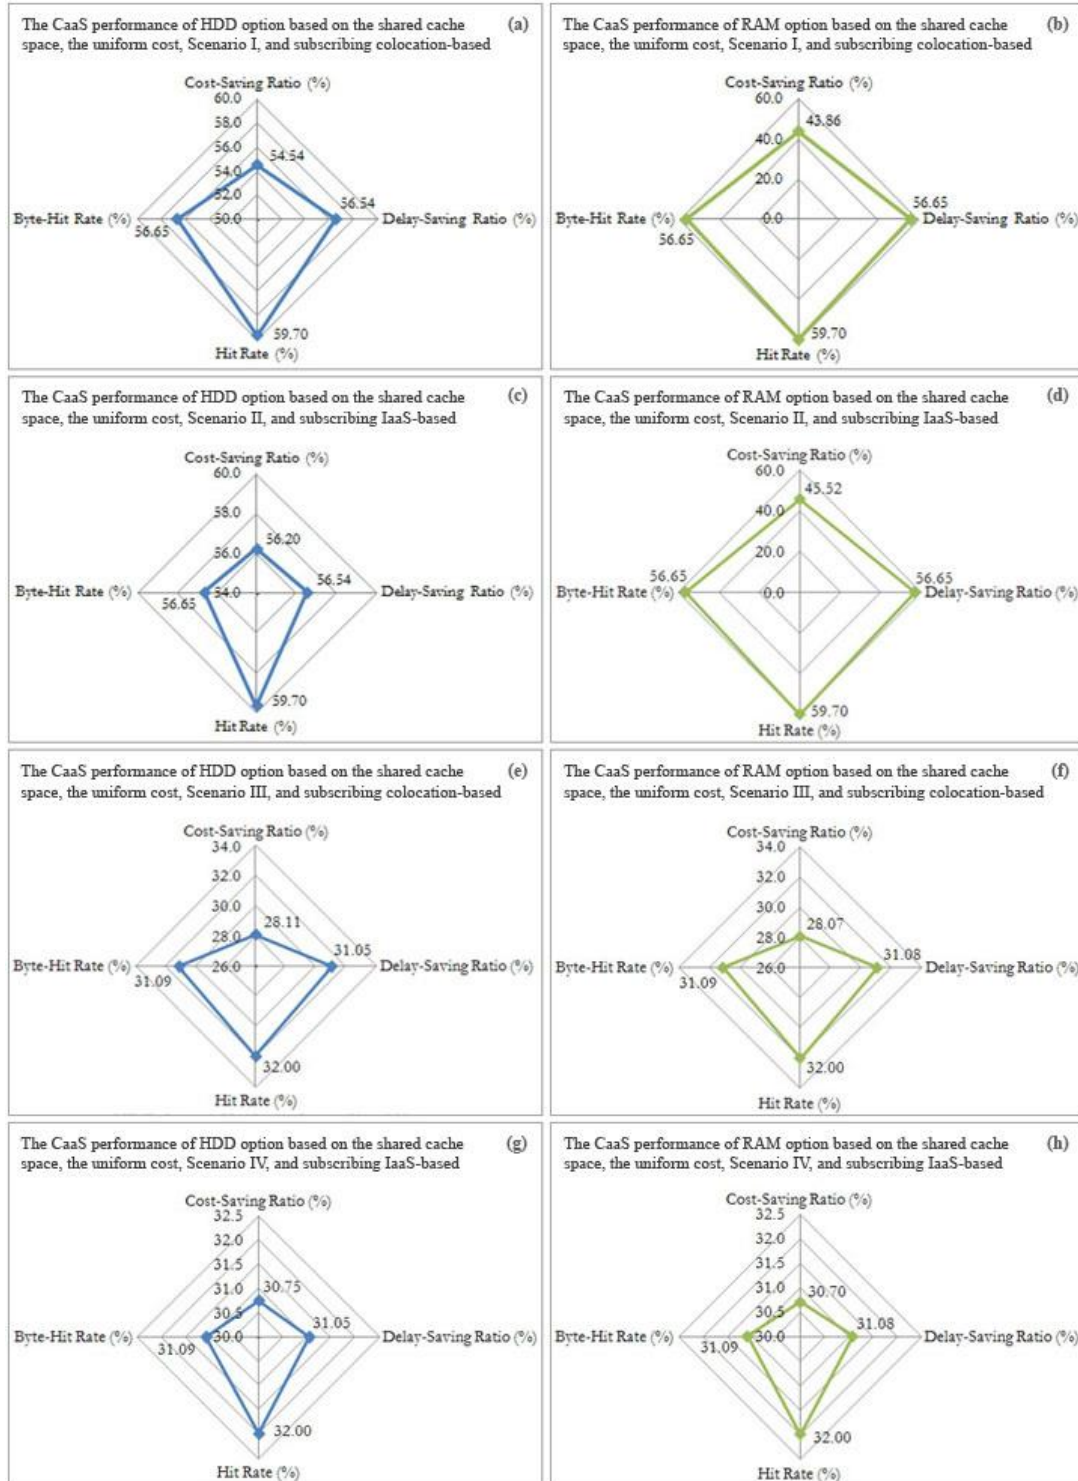 The CaaS performance of HDD option based on the shared cache
space, the uniform cost, Scenario I, and subscribing colocation-based
(a)
Cost-Saving Ratio (%)
60.0
58.0
56.0
54.0
52.0
50.0
54.54
56.54
Byte-Hit Rate (%)
56.65
Delay-Saving Ratio (%)
59.70
Hit Rate (%)
The CaaS performance of RAM option based on the shared cache
space, the uniform cost, Scenario I, and subscribing colocation-based
(b)
Cost-Saving Ratio (%)
60.0
40.0
20.0
0.0
43.86
56.65
Byte-Hit Rate (%)
56.65
Delay-Saving Ratio (%)
59.70
Hit Rate (%)
The CaaS performance of HDD option based on the shared cache
space, the uniform cost, Scenario II, and subscribing IaaS-based
(c)
Cost-Saving Ratio (%)
60.0
58.0
56.0
54.0
56.20
56.54
Byte-Hit Rate (%)
56.65
Delay-Saving Ratio (%)
59.70
Hit Rate (%)
The CaaS performance of RAM option based on the shared cache
space, the uniform cost, Scenario II, and subscribing IaaS-based
(d)
Cost-Saving Ratio (%)
60.0
40.0
20.0
0.0
45.52
56.65
Byte-Hit Rate (%)
56.65
Delay-Saving Ratio (%)
59.70
Hit Rate (%)
The CaaS performance of HDD option based on the shared cache
space, the uniform cost, Scenario III, and subscribing colocation-based
(e)
Cost-Saving Ratio (%)
34.0
32.0
30.0
28.0
26.0
28.11
31.05
Byte-Hit Rate (%)
31.09
Delay-Saving Ratio (%)
32.00
Hit Rate (%)
The CaaS performance of RAM option based on the shared cache
space, the uniform cost, Scenario III, and subscribing colocation-based
(f)
Cost-Saving Ratio (%)
34.0
32.0
30.0
28.0
26.0
28.07
31.08
Byte-Hit Rate (%)
31.09
Delay-Saving Ratio (%)
32.00
Hit Rate (%)
The CaaS performance of HDD option based on the shared cache
space, the uniform cost, Scenario IV, and subscribing IaaS-based
(g)
Cost-Saving Ratio (%)
32.5
32.0
31.5
31.0
30.5
30.0
30.75
31.05
Byte-Hit Rate (%)
31.09
Delay-Saving Ratio (%)
32.00
Hit Rate (%)
The CaaS performance of RAM option based on the shared cache
space, the uniform cost, Scenario IV, and subscribing IaaS-based
(h)
Cost-Saving Ratio (%)
32.5
32.0
31.5
31.0
30.5
30.0
30.70
31.08
Byte-Hit Rate (%)
31.09
Delay-Saving Ratio (%)
32.00
Hit Rate (%)